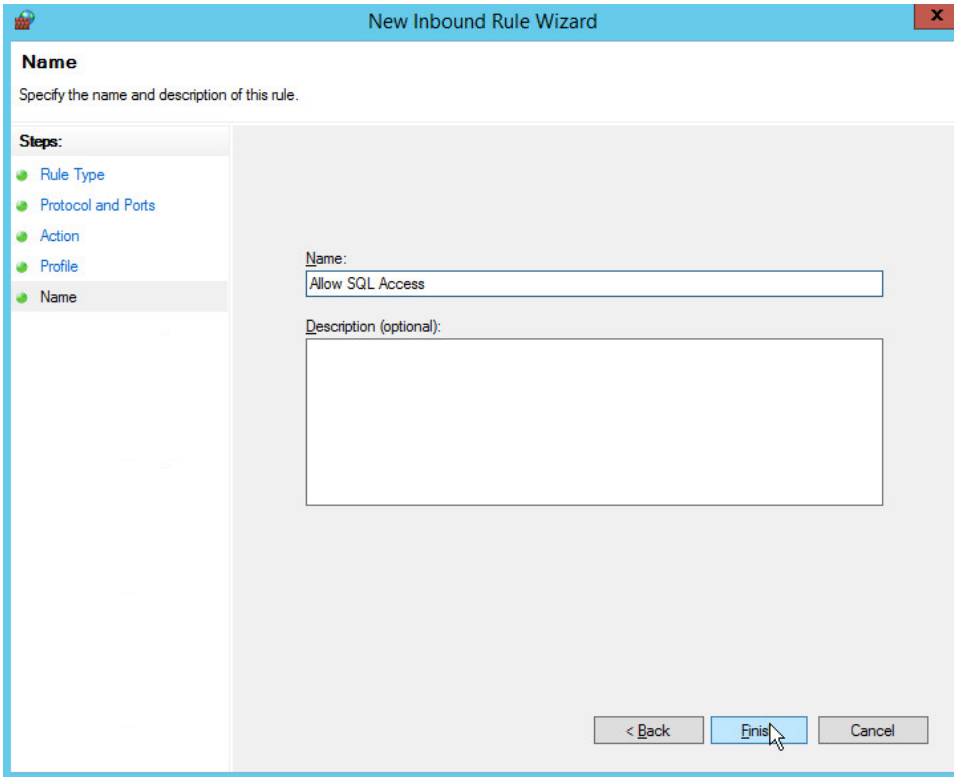 New Inbound Rule Wizard
x
Name
Specify the name and description of this rule.
Steps:
Rule Type
Protocol and Ports
Action
Profile
Name
Name:
Allow SQL Access
Description (optional):
< Back
Cancel